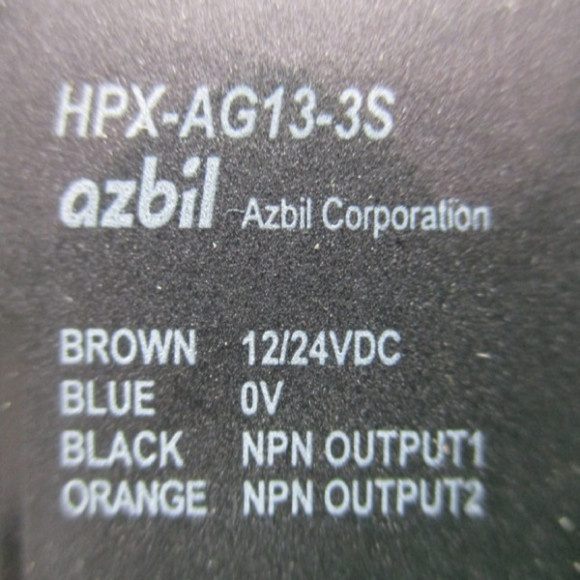 HPX-AG13-3S
azbil Azbil Corporation
BROWN 12/24VDC
BLUE 0V
BLACK NPN OUTPUT1
ORANGE NPN OUTPUT2